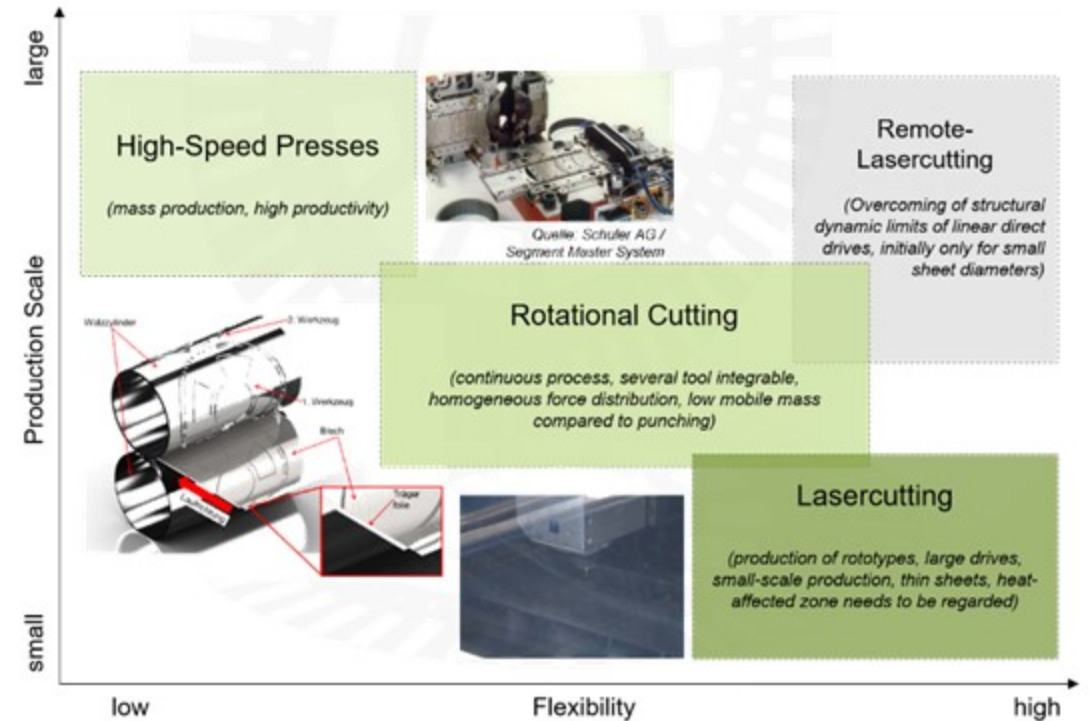 large
Production Scale
small
High-Speed Presses
(mass production, high productivity)
Quelle: Schuler AG /
Segment Master System
Remote-
Lasercutting
(Overcoming of structural
dynamic limits of linear direct
drives, initially only for small
sheet diameters)
Rotational Cutting
(continuous process, several tool integrable,
homogeneous force distribution, low mobile mass
compared to punching)
2. Werkzeug
1. Werkzeug
Blech
Träger
folie
Laufrichtung
Lasercutting
(production of rototypes, large drives,
small-scale production, thin sheets, heat-
affected zone needs to be regarded)
low
Flexibility
high